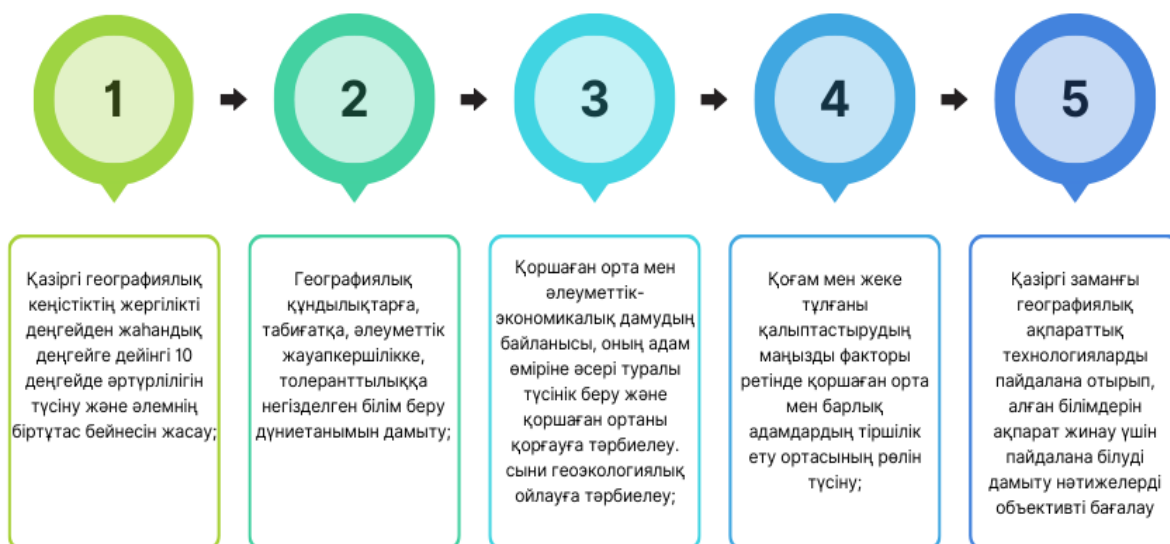 1
2
3
4
5
Қазіргі географиялық
кеңістіктің жергілікті
деңгейден жаһандық
деңгейге дейінгі 10
деңгейде әртүрлілігін
түсіну және әлемнің
біртұтас бейнесін жасау;
Географиялық
құндылықтарға,
табиғатқа, әлеуметтік
жауапкершілікке,
толеранттылыққа
негізделген білім беру
дүниетанымын дамыту;
Қоршаған орта мен
әлеуметтік-
экономикалық дамудың
байланысы, оның адам
өміріне әсері туралы
түсінік беру және
қоршаған ортаны
қорғауға тәрбиелеу.
сыни геоэкологиялық
ойлауға тәрбиелеу;
Қоғам мен жеке
тұлғаны
қалыптастырудың
маңызды факторы
ретінде қоршаған орта
мен барлық
адамдардың тіршілік
ету ортасының рөлін
түсіну;
Қазіргі заманғы
географиялық
ақпараттық
технологияларды
пайдалана отырып,
алған білімдерін
ақпарат жинау үшін
пайдалана білуді
дамыту нәтижелерді
объективті бағалау